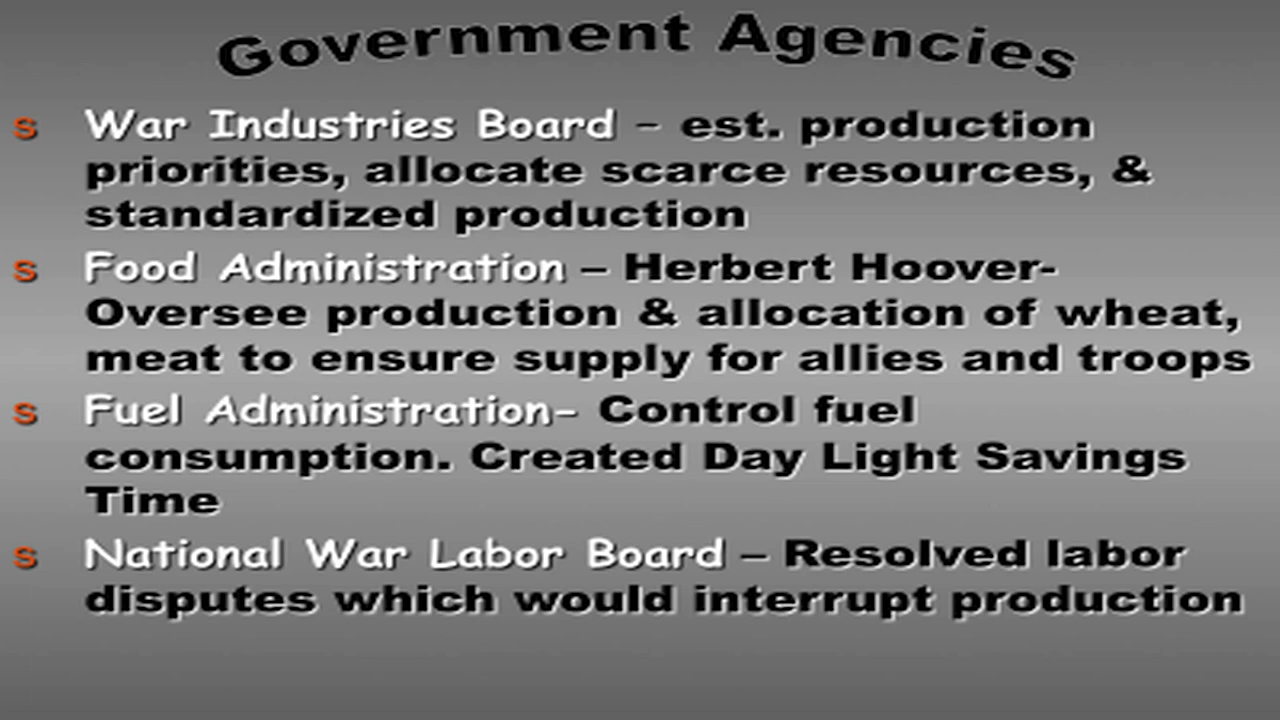 Government Agencies
s War Industries Board – est. production
priorities, allocate scarce resources, &
standardized production
s Food Administration – Herbert Hoover-
Oversee production & allocation of wheat,
meat to ensure supply for allies and troops
s Fuel Administration- Control fuel
consumption. Created Day Light Savings
Time
s National War Labor Board – Resolved labor
disputes which would interrupt production